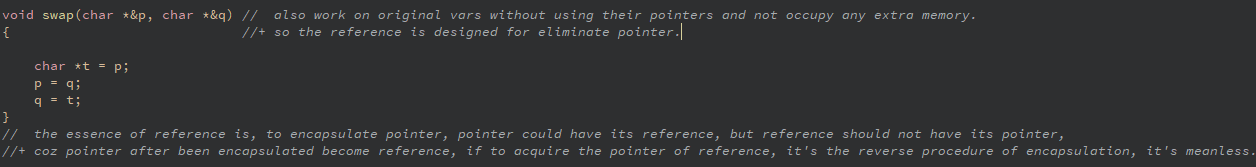 void swap(char *&p, char *&q) //  also work on original vars without using their pointers and not occupy any extra memory.
{                             //+ so the reference is designed for eliminate pointer.
    char *t = p;
    p = q;
    q = t;
}
//  the essence of reference is, to encapsulate pointer, pointer could have its reference, but reference should not have its pointer,
//+ coz pointer after been encapsulated become reference, if to acquire the pointer of reference, it's the reverse procedure of encapsulation, it's meanless.